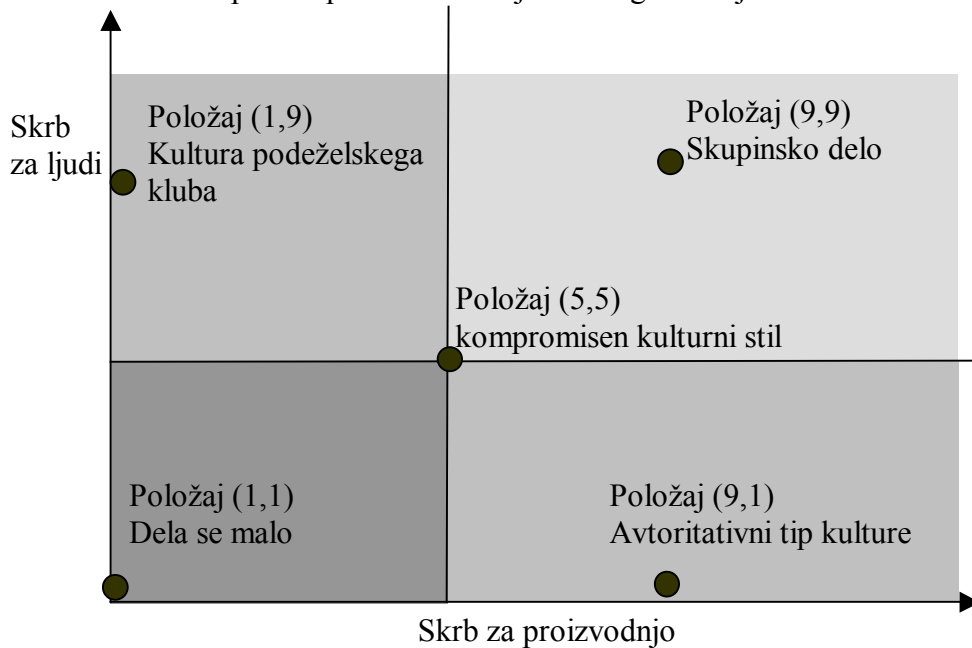 Položaj (1,9)
Kultura podeželskega
kluba
Položaj (9,9)
Skupinsko delo
Skrb
za ljudi
Položaj (5,5)
kompromisen kulturni stil
Položaj (1,1)
Dela se malo
Položaj (9,1)
Avtoritativni tip kulture
Skrb za proizvodnjo